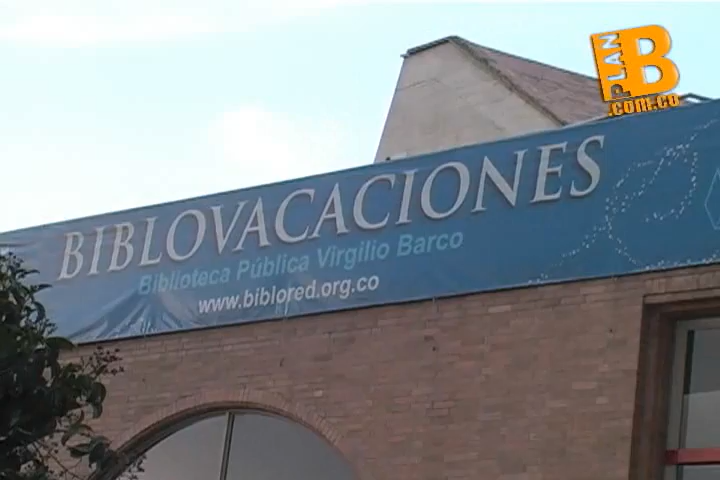 PLAN B
.com.co
BIBLOVACACIONES
Biblioteca Pública Virgilio Barco
www.biblored.org.co